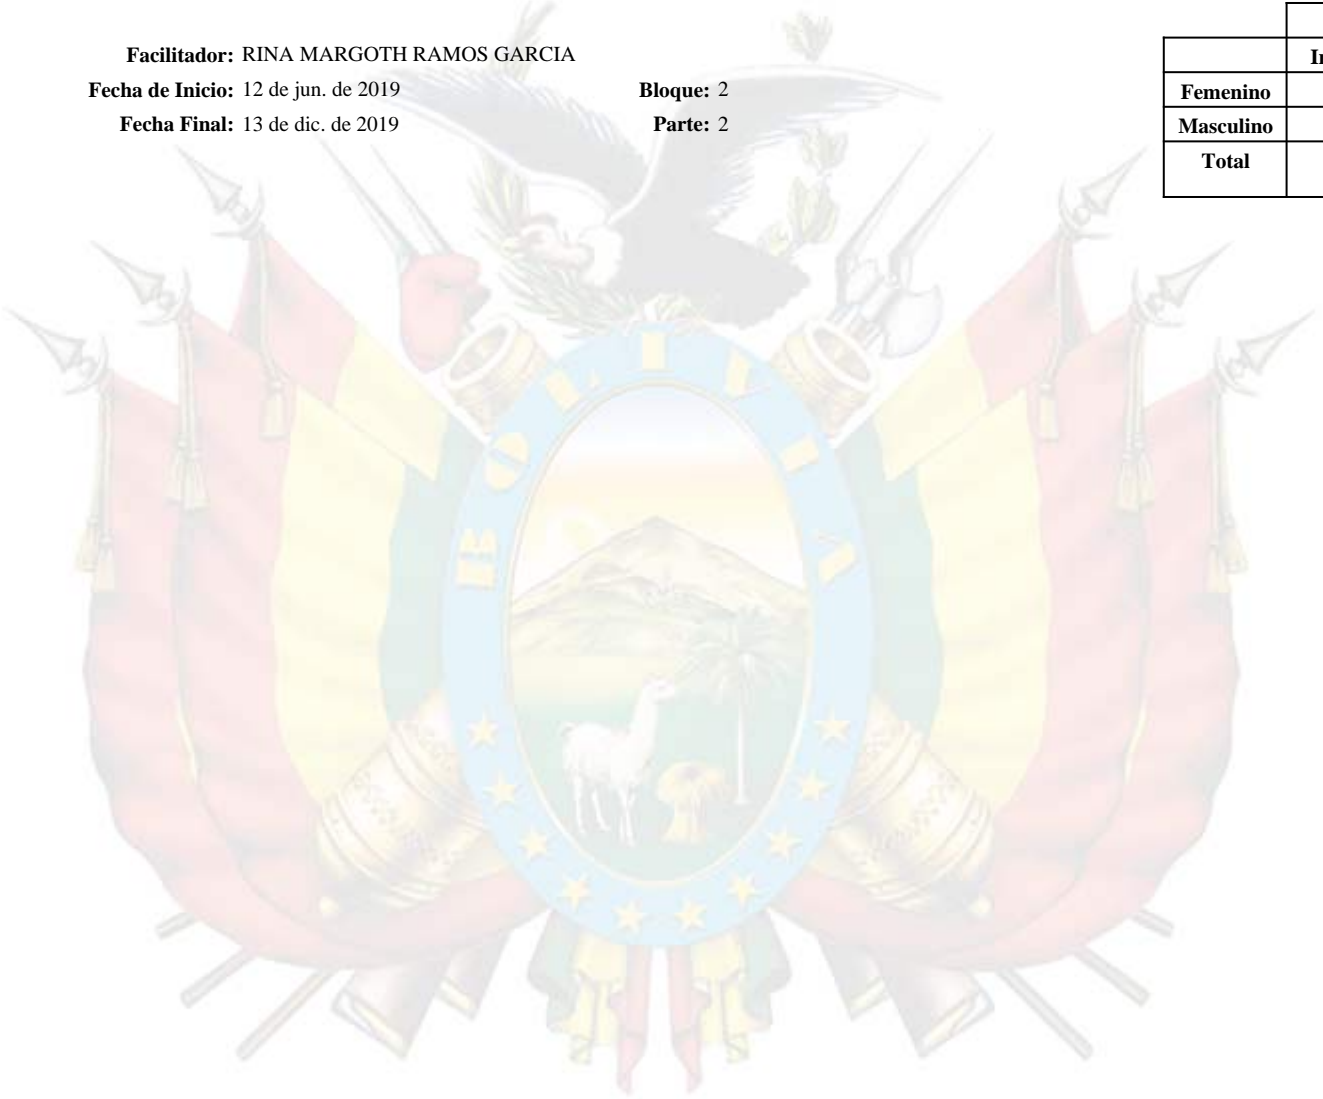 Facilitador: RINA MARGOTH RAMOS GARCIA
Fecha de Inicio: 12 de jun. de 2019 Bloque: 2
Fecha Final: 13 de dic. de 2019 Parte: 2
Femenino
Masculino
Total
BOLIVIA